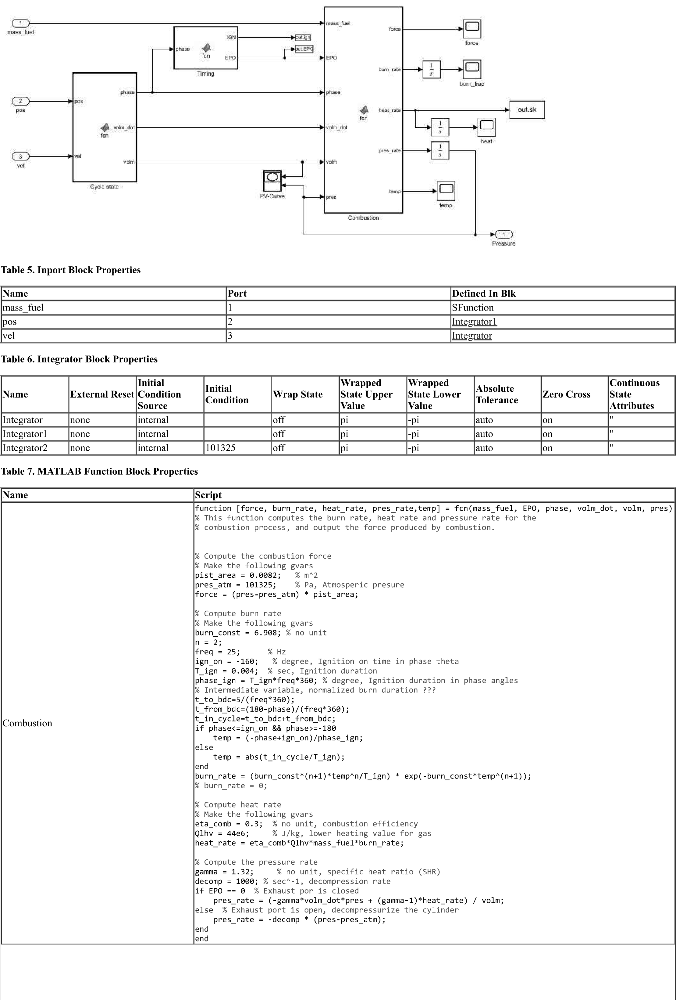 1
mass_fuel
2
pos
3
vel
pos
vel
phase
volm_dot
volm
fcn
Cycle state
phase
IGN
EPO
fcn
Timing
out.ign
out.EPO
PV-Curve
mass_fuel
EPO
phase
volm_dot
volm
pres
force
burn_rate
heat_rate
pres_rate
temp
fcn
Combustion
force
1
s
burn_frac
out.sk
1
s
heat
1
s
temp
1
Pressure
Table 5. Inport Block Properties
Name Port Defined In Blk
mass_fuel 1 SFunction
pos 2 Integrator1
vel 3 Integrator
Table 6. Integrator Block Properties
Name External Reset Initial Condition Source Initial Condition Wrap State Wrapped State Upper Value Wrapped State Lower Value Absolute Tolerance Zero Cross Continuous State Attributes
Integrator none internal off pi -pi auto on "
Integrator1 none internal off pi -pi auto on "
Integrator2 none internal 101325 off pi -pi auto on "
Table 7. MATLAB Function Block Properties
Name Script
Combustion
function [force, burn_rate, heat_rate, pres_rate,temp] = fcn(mass_fuel, EPO, phase, volm_dot, volm, pres)
% This function computes the burn rate, heat rate and pressure rate for the
% combustion process, and output the force produced by combustion.
% Compute the combustion force
% Make the following gvars
pist_area = 0.0082;   % m^2
pres_atm = 101325;    % Pa, Atmosperic presure
force = (pres-pres_atm) * pist_area;
% Compute burn rate
% Make the following gvars
burn_const = 6.908; % no unit
n = 2;
freq = 25;      % Hz
ign_on = -160;   % degree, Ignition on time in phase theta
T_ign = 0.004;  % sec, Ignition duration
phase_ign = T_ign*freq*360; % degree, Ignition duration in phase angles
% Intermediate variable, normalized burn duration ???
t_to_bdc=5/(freq*360);
t_from_bdc=(180-phase)/(freq*360);
t_in_cycle=t_to_bdc+t_from_bdc;
if phase<=ign_on && phase>=-180
    temp = (-phase+ign_on)/phase_ign;
else
    temp = abs(t_in_cycle/T_ign);
end
burn_rate = (burn_const*(n+1)*temp^n/T_ign) * exp(-burn_const*temp^(n+1));
% burn_rate = 0;
% Compute heat rate
% Make the following gvars
eta_comb = 0.3;  % no unit, combustion efficiency
Qlhv = 44e6;     % J/kg, lower heating value for gas
heat_rate = eta_comb*Qlhv*mass_fuel*burn_rate;
% Compute the pressure rate
gamma = 1.32;     % no unit, specific heat ratio (SHR)
decomp = 1000; % sec^-1, decompression rate
if EPO == 0  % Exhaust por is closed
    pres_rate = (-gamma*volm_dot*pres + (gamma-1)*heat_rate) / volm;
else  % Exhaust port is open, decompressurize the cylinder
    pres_rate = -decomp * (pres-pres_atm);
end
end